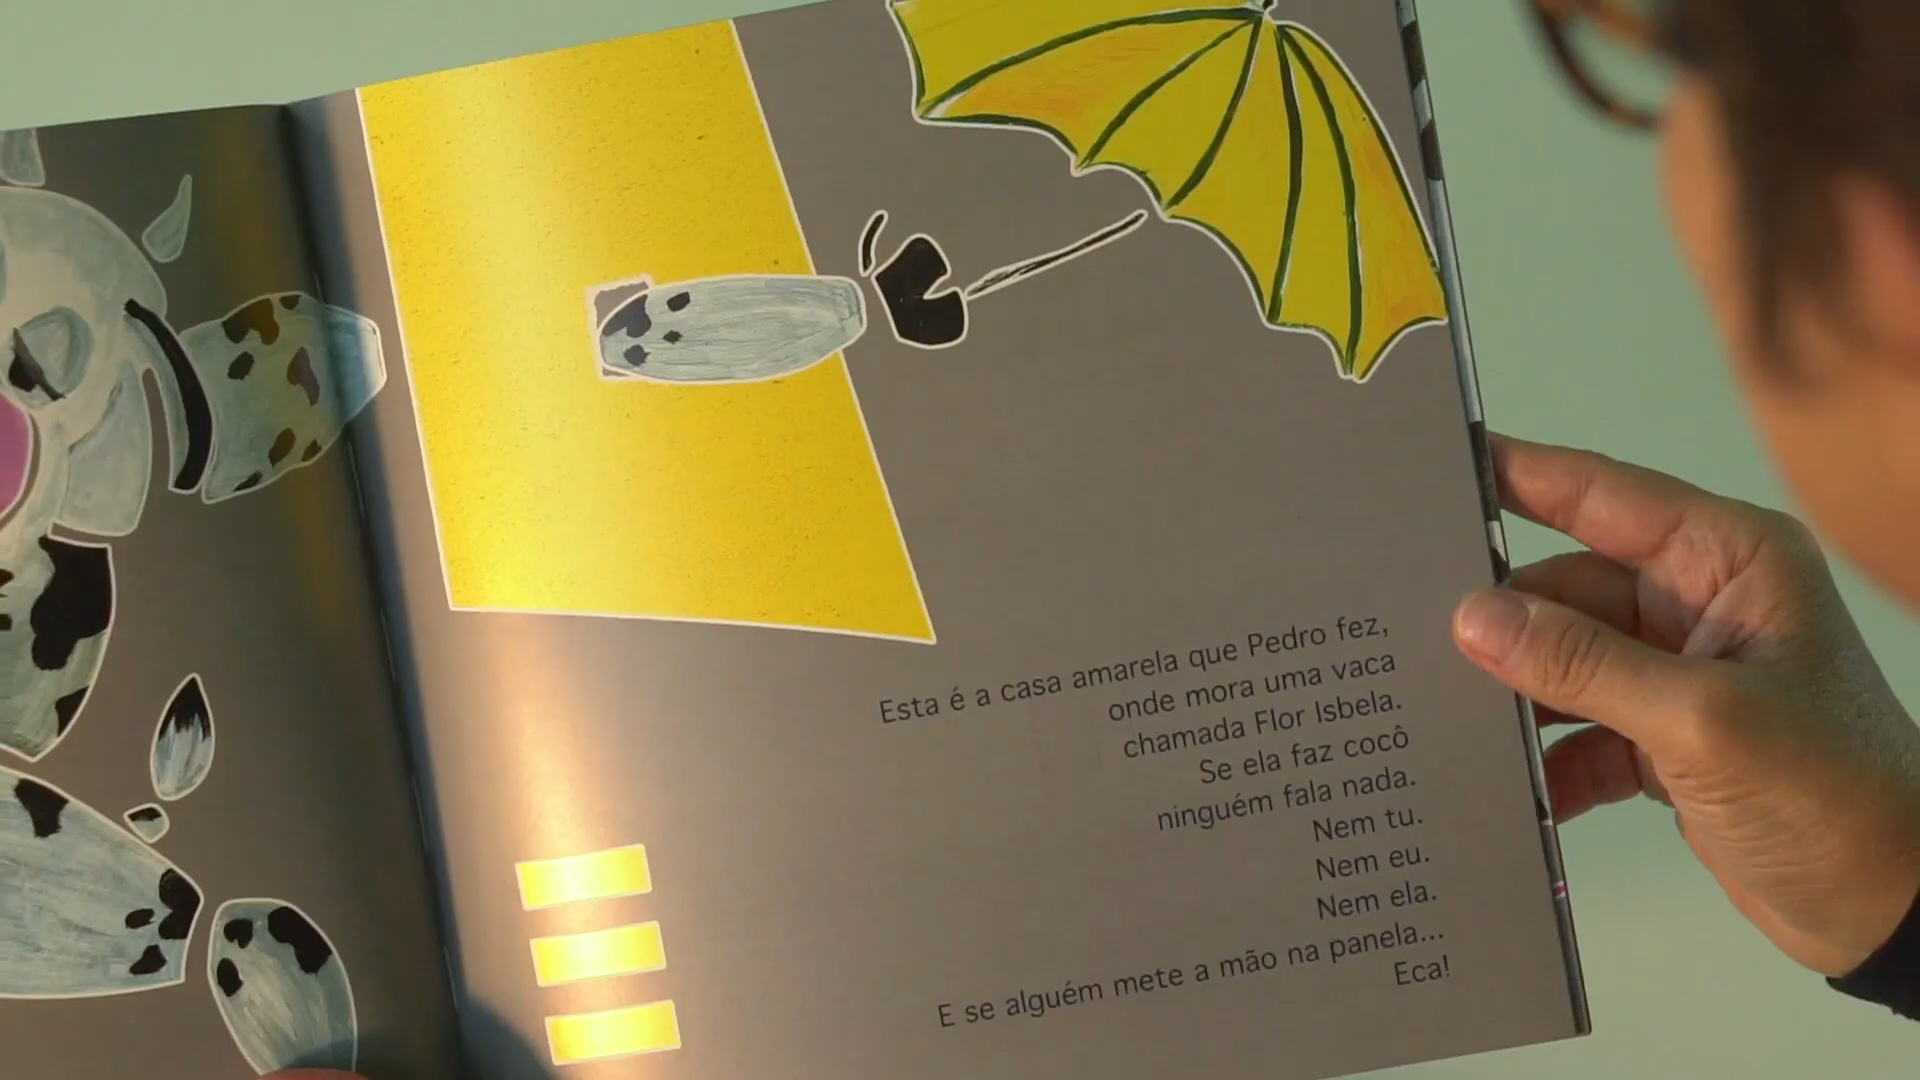 Esta é a casa amarela que Pedro fez,
onde mora uma vaca
chamada Flor Isbela.
Se ela faz cocô
ninguém fala nada.
Nem tu.
Nem eu.
Nem ela.
E se alguém mete a mão na panela...
Eca!